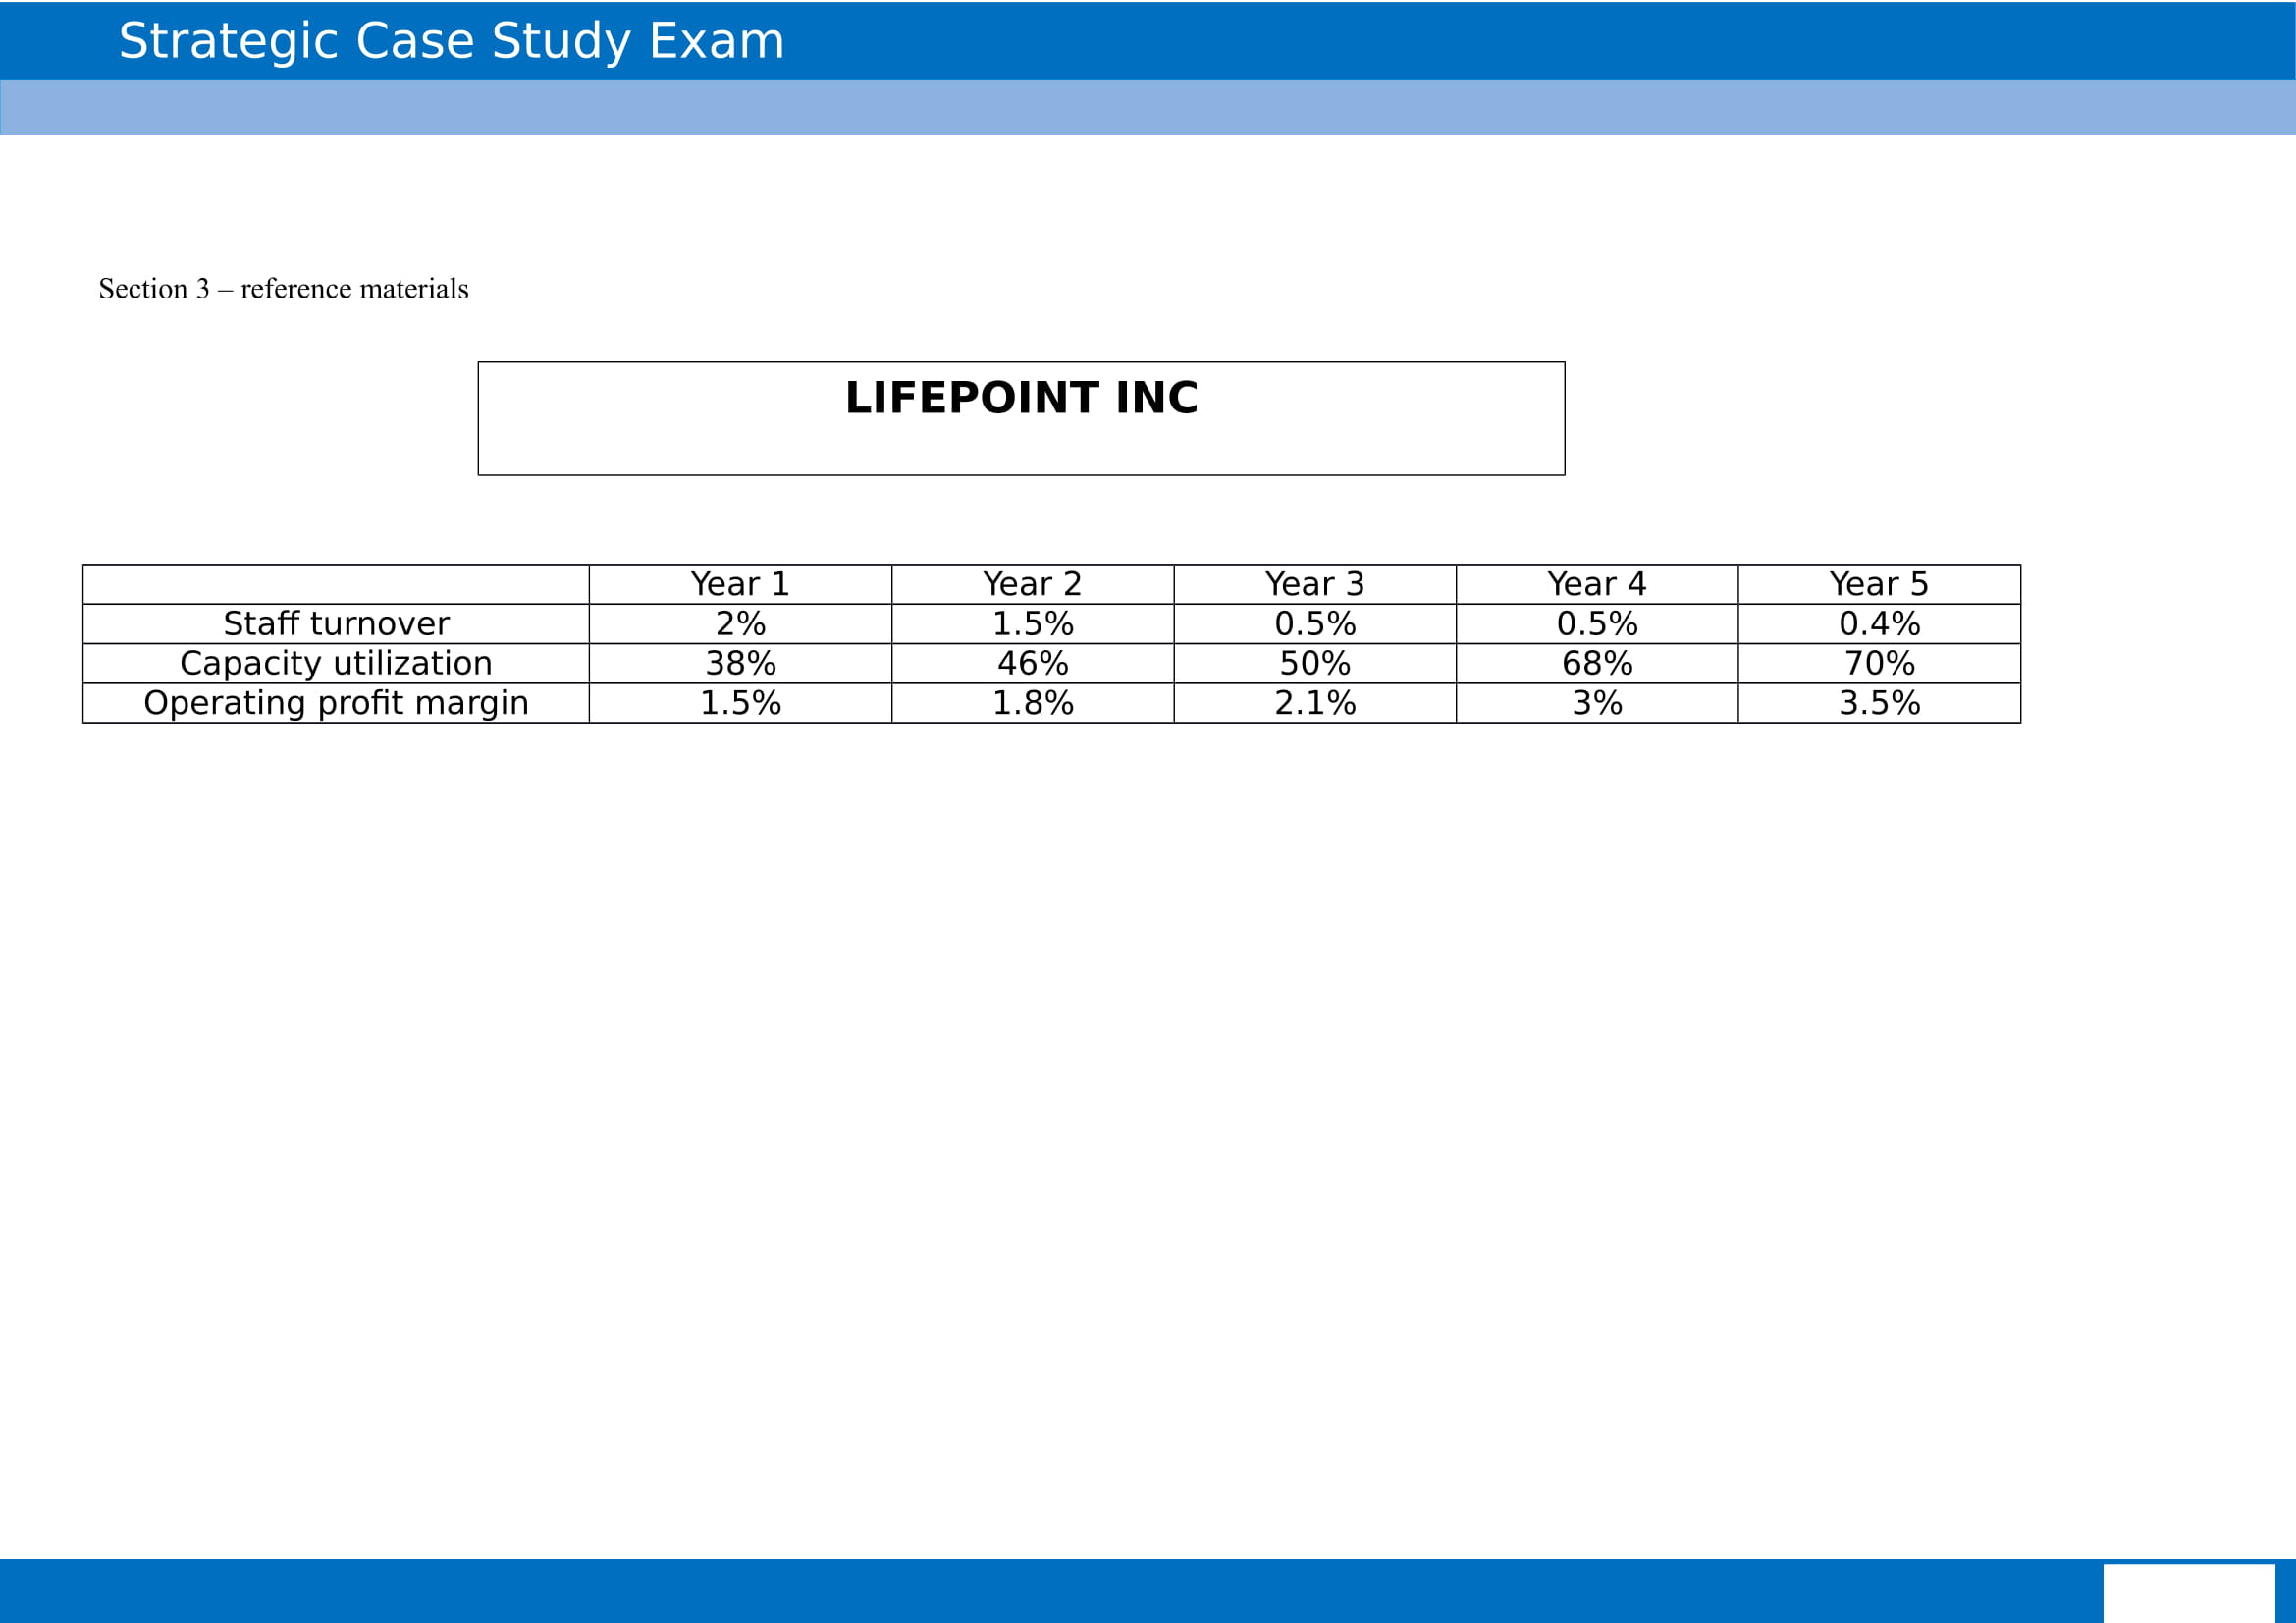 Strategic Case Study Exam
Section 3 – reference materials
LIFEPOINT INC
Year 1 Year 2 Year 3 Year 4 Year 5
Staff turnover 2% 1.5% 0.5% 0.5% 0.4%
Capacity utilization 38% 46% 50% 68% 70%
Operating profit margin 1.5% 1.8% 2.1% 3% 3.5%